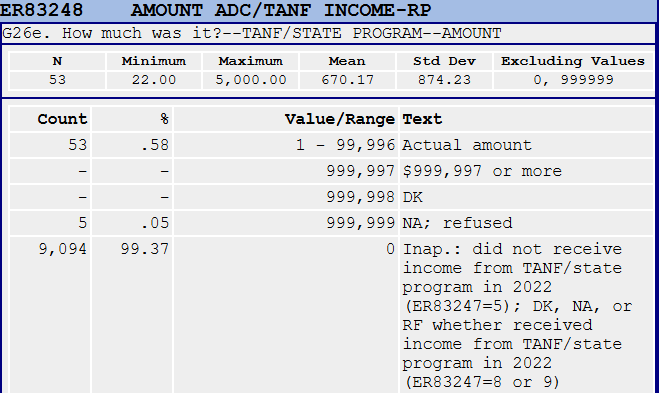 ER83248 AMOUNT ADC/TANF INCOME-RP
G26e. How much was it?--TANF/STATE PROGRAM--AMOUNT
N Minimum Maximum Mean Std Dev Excluding Values
53 22.00 5,000.00 670.17 874.23 0, 999999
Count % Value/Range Text
53 .58 1 - 99,996 Actual amount
- - 999,997 $999,997 or more
- - 999,998 DK
5 .05 999,999 NA; refused
9,094 99.37 0 Inap.: did not receive
income from TANF/state
program in 2022
(ER83247=5); DK, NA, or
RF whether received
income from TANF/state
program in 2022
(ER83247=8 or 9)